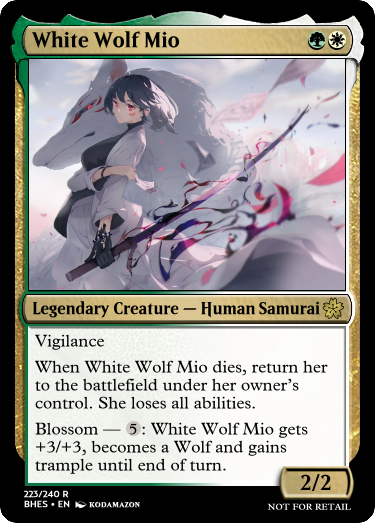 White Wolf Mio
Legendary Creature — Human Samurai
Vigilance
When White Wolf Mio dies, return her
to the battlefield under her owner's
control. She loses all abilities.
Blossom — 5: White Wolf Mio gets
+3/+3, becomes a Wolf and gains
trample until end of turn.
2/2
223/240 R
BHES • EN KODAMAZON
NOT FOR RETAIL